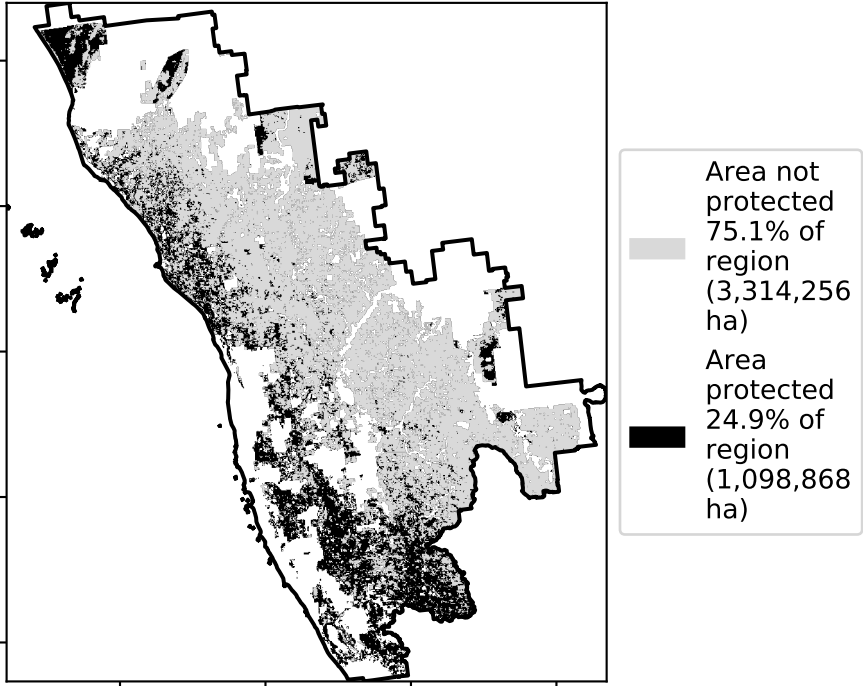 Area not
protected
75.1% of
region
(3,314,256
ha)
Area
protected
24.9% of
region
(1,098,868
ha)